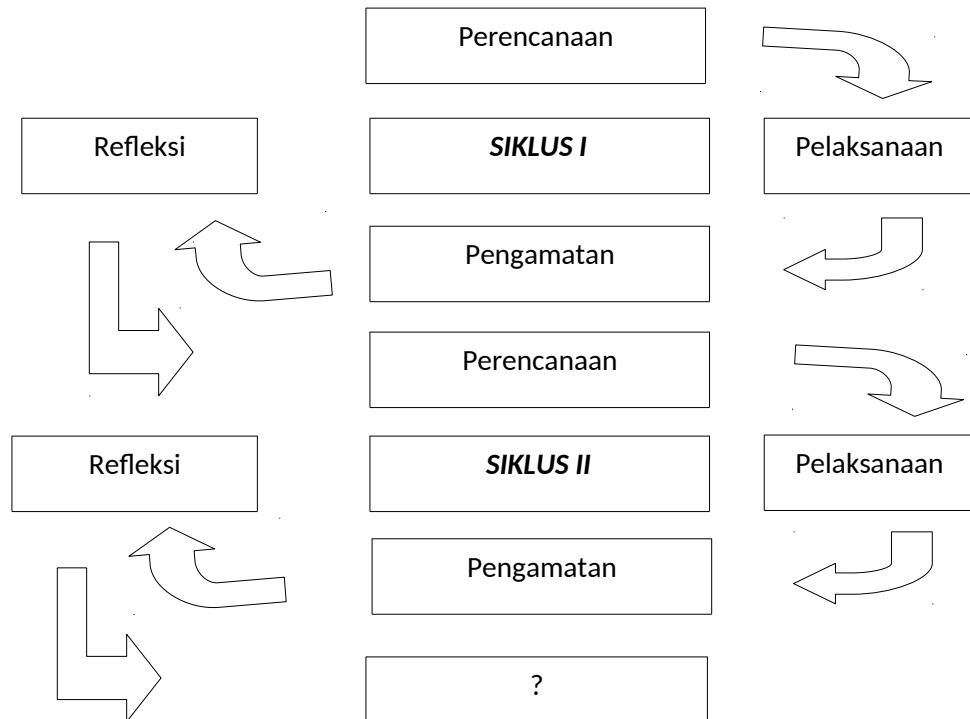 Perencanaan
Refleksi
SIKLUS I
Pelaksanaan
Pengamatan
Perencanaan
Refleksi
SIKLUS II
Pelaksanaan
Pengamatan
?